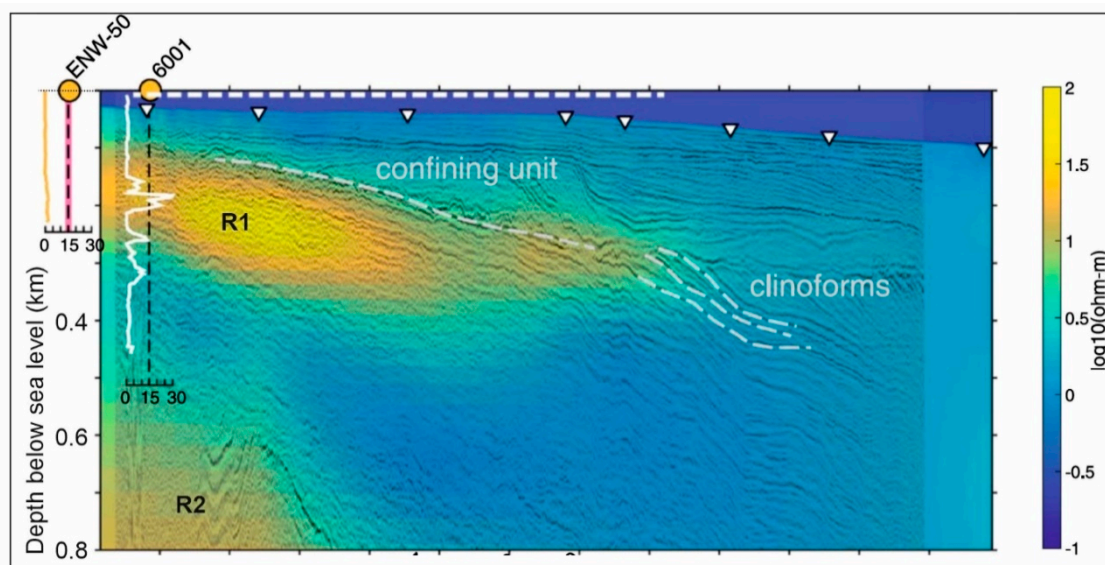 ENW-50
6001
confining unit
R1
clinoforms
R2
Depth below sea level (km)
0.4
0.6
0.8
0 15 30
0 15 30
2
1.5
1
0.5
0
-0.5
-1
log10(ohm-m)